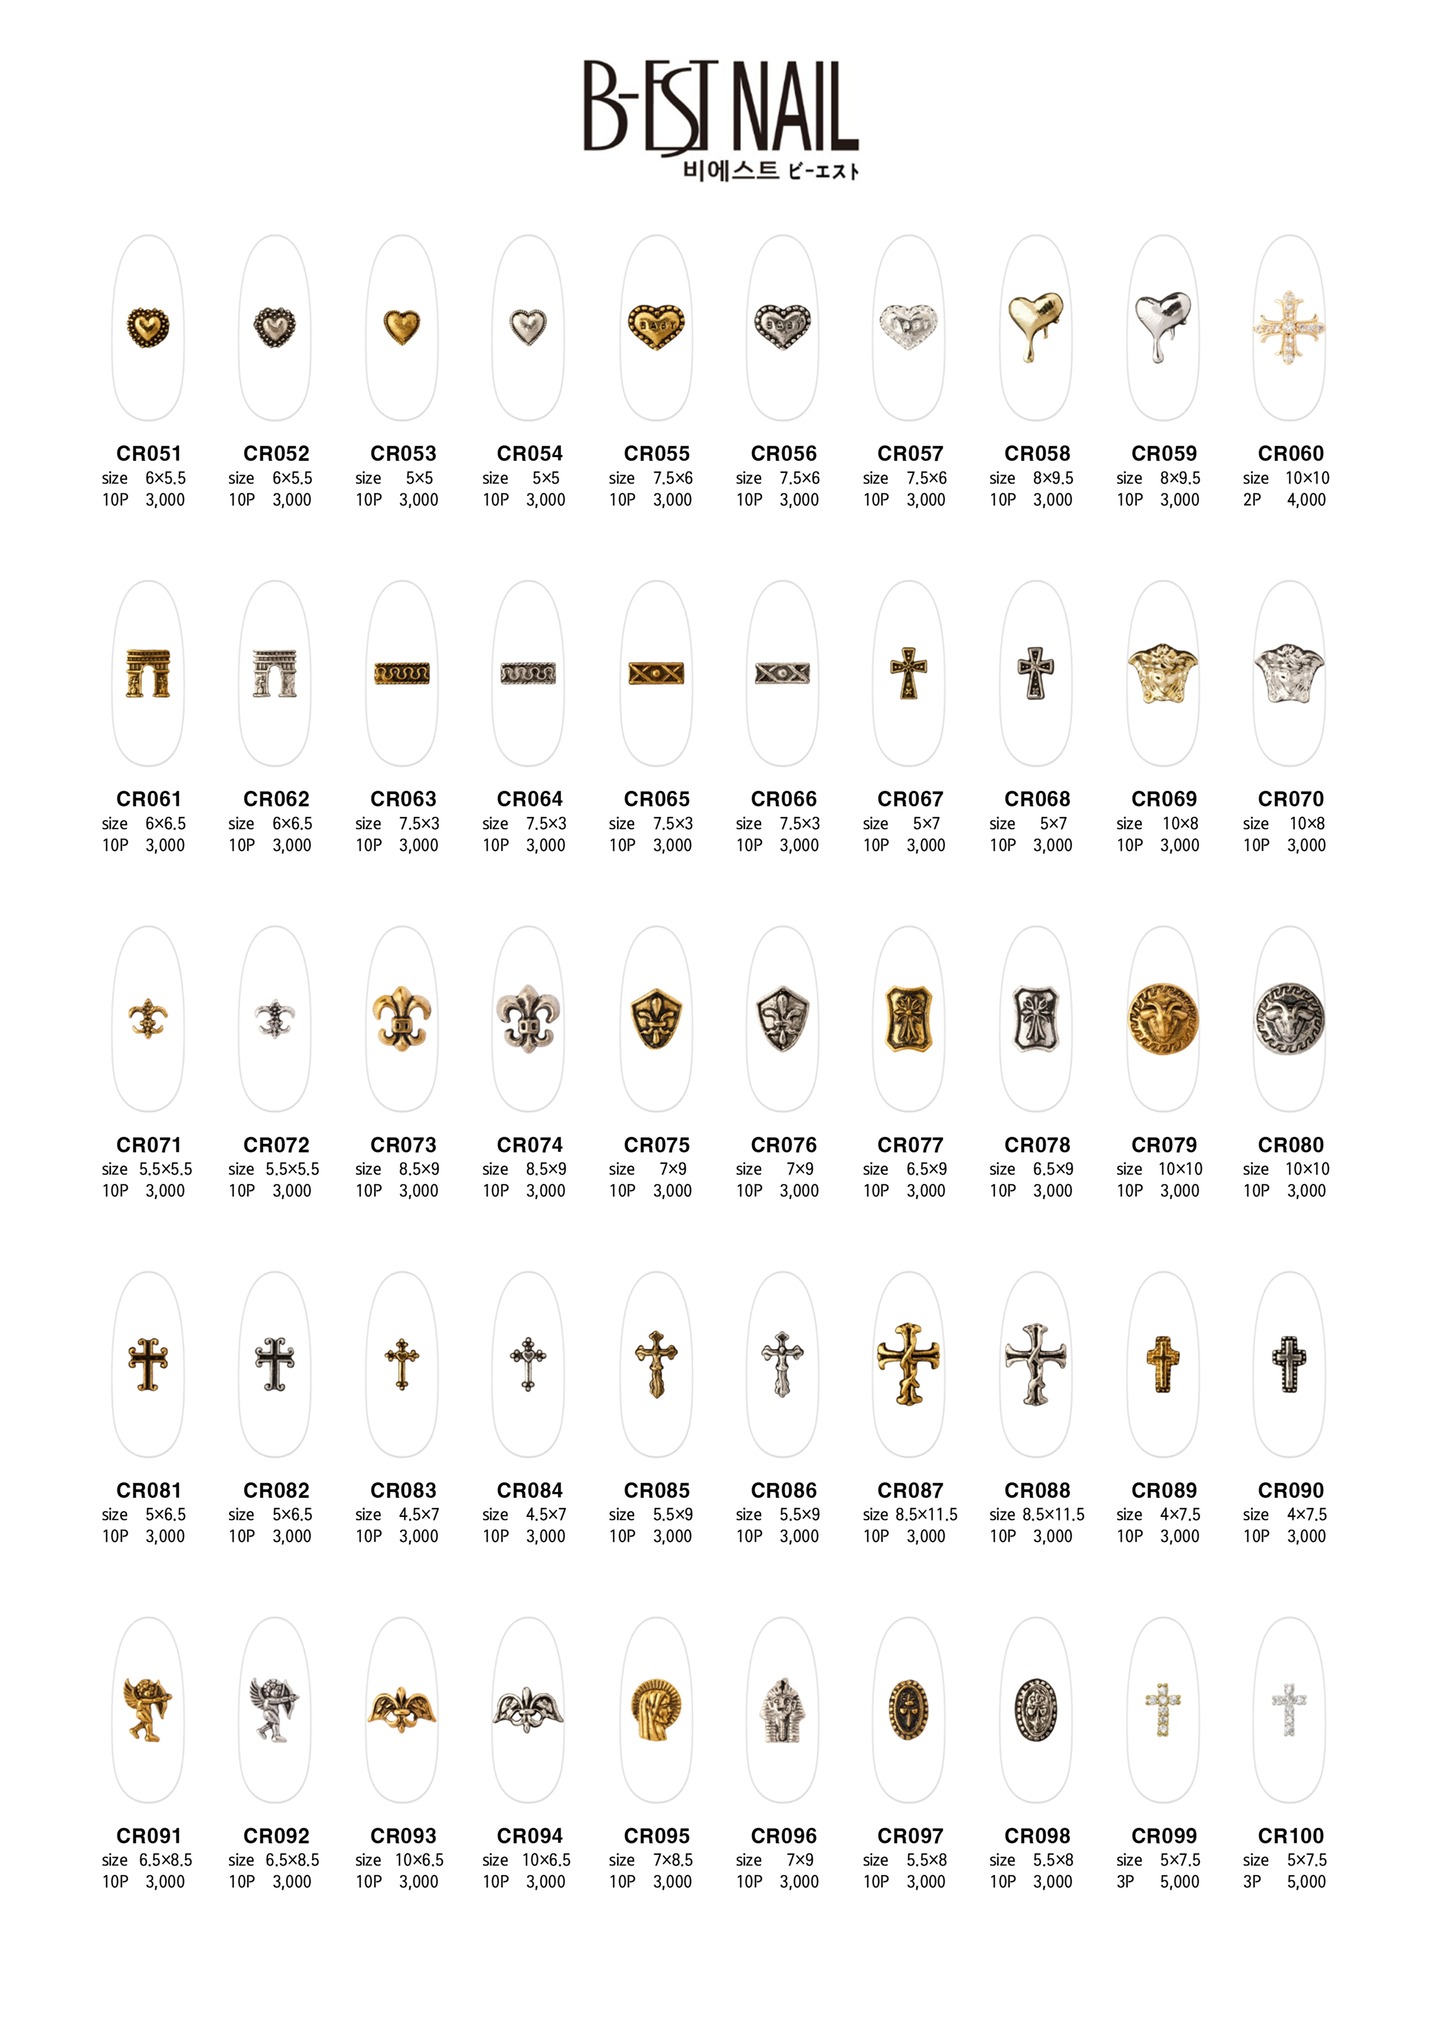 B-EST NAIL
비에스트 ビーエスト
BABY BABY
CR051 CR052 CR053 CR054 CR055 CR056 CR057 CR058 CR059 CR060
size 6×5.5 size 6×5.5 size 5×5 size 5×5 size 7.5×6 size 7.5×6 size 7.5×6 size 8×9.5 size 8×9.5 size 10×10
10P 3,000 10P 3,000 10P 3,000 10P 3,000 10P 3,000 10P 3,000 10P 3,000 10P 3,000 10P 3,000 2P 4,000
CR061 CR062 CR063 CR064 CR065 CR066 CR067 CR068 CR069 CR070
size 6×6.5 size 6×6.5 size 7.5×3 size 7.5×3 size 7.5×3 size 7.5×3 size 5×7 size 5×7 size 10×8 size 10×8
10P 3,000 10P 3,000 10P 3,000 10P 3,000 10P 3,000 10P 3,000 10P 3,000 10P 3,000 10P 3,000 10P 3,000
CR071 CR072 CR073 CR074 CR075 CR076 CR077 CR078 CR079 CR080
size 5.5×5.5 size 5.5×5.5 size 8.5×9 size 8.5×9 size 7×9 size 7×9 size 6.5×9 size 6.5×9 size 10×10 size 10×10
10P 3,000 10P 3,000 10P 3,000 10P 3,000 10P 3,000 10P 3,000 10P 3,000 10P 3,000 10P 3,000 10P 3,000
CR081 CR082 CR083 CR084 CR085 CR086 CR087 CR088 CR089 CR090
size 5×6.5 size 5×6.5 size 4.5×7 size 4.5×7 size 5.5×9 size 5.5×9 size 8.5×11.5 size 8.5×11.5 size 4×7.5 size 4×7.5
10P 3,000 10P 3,000 10P 3,000 10P 3,000 10P 3,000 10P 3,000 10P 3,000 10P 3,000 10P 3,000 10P 3,000
CR091 CR092 CR093 CR094 CR095 CR096 CR097 CR098 CR099 CR100
size 6.5×8.5 size 6.5×8.5 size 10×6.5 size 10×6.5 size 7×8.5 size 7×9 size 5.5×8 size 5.5×8 size 5×7.5 size 5×7.5
10P 3,000 10P 3,000 10P 3,000 10P 3,000 10P 3,000 10P 3,000 10P 3,000 10P 3,000 3P 5,000 3P 5,000